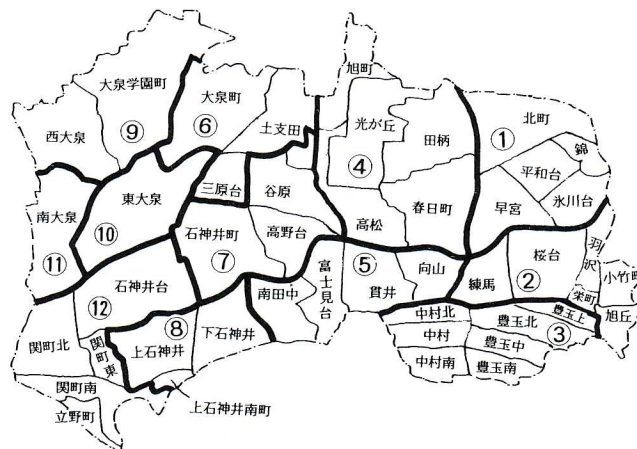 旭町
大泉学園町
大泉町
光が丘
北町
⑨
⑥
土支田
田柄
①
西大泉
④
錦
平和台
三原台
谷原
東大泉
春日町
早宮
氷川台
南大泉
石神井町
高野台
高松
⑩
⑦
羽沢
⑪
⑤
向山
桜台
石神井台
富士見台
貫井
練馬
②
小竹町
南田中
栄町
⑫
⑧
中村北
豊玉上
旭丘
下石神井
豊玉北
③
関町北
関町東
上石神井
中村
豊玉中
中村南
豊玉南
関町南
立野町
上石神井南町